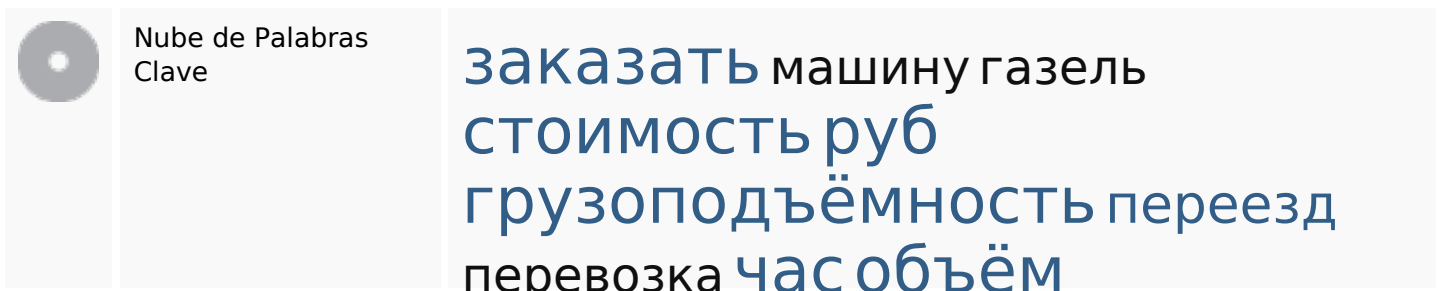 Nube de Palabras
Clave
заказать машину газель
стоимость руб
грузоподъёмность переезд
перевозка час объём